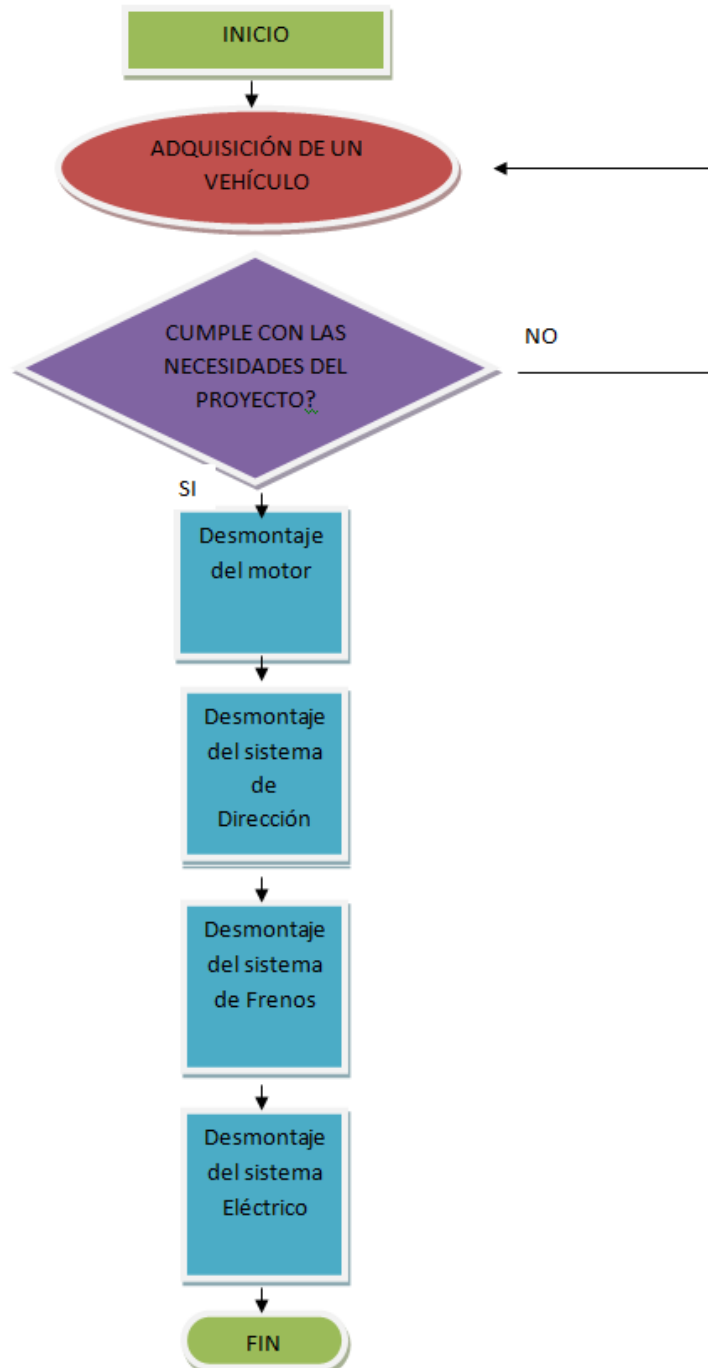 INICIO
ADQUISICIÓN DE UN
VEHÍCULO
CUMPLE CON LAS
NECESIDADES DEL
PROYECTO?
NO
SI
Desmontaje
del motor
Desmontaje
del sistema
de
Dirección
Desmontaje
del sistema
de Frenos
Desmontaje
del sistema
Eléctrico
FIN